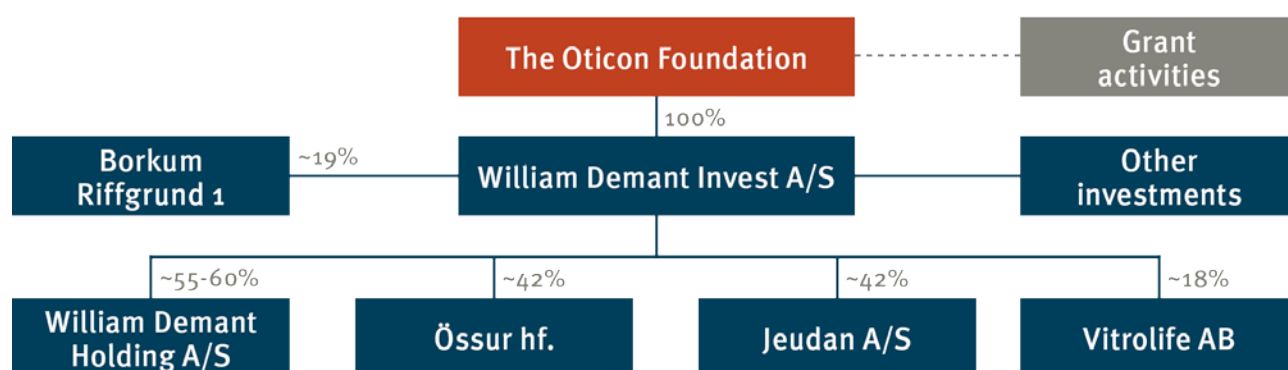 The Oticon Foundation
Grant
activities
100%
Borkum
Riffgrund 1
~19%
William Demant Invest A/S
Other
investments
~55-60%
~42%
~42%
~18%
William Demant
Holding A/S
Össur hf.
Jeudan A/S
Vitrolife AB